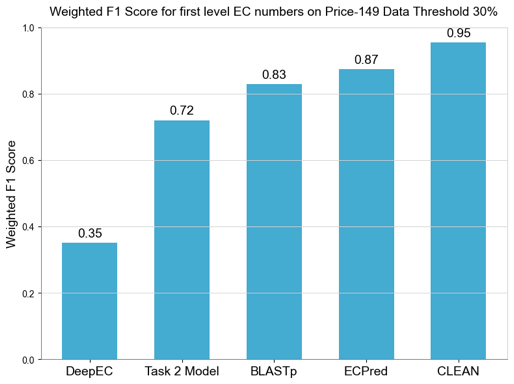 Weighted F1 Score for first level EC numbers on Price-149 Data Threshold 30%
Weighted F1 Score
1.0
0.8
0.6
0.4
0.2
0.0
0.35
0.72
0.83
0.87
0.95
DeepEC
Task 2 Model
BLASTp
ECPred
CLEAN